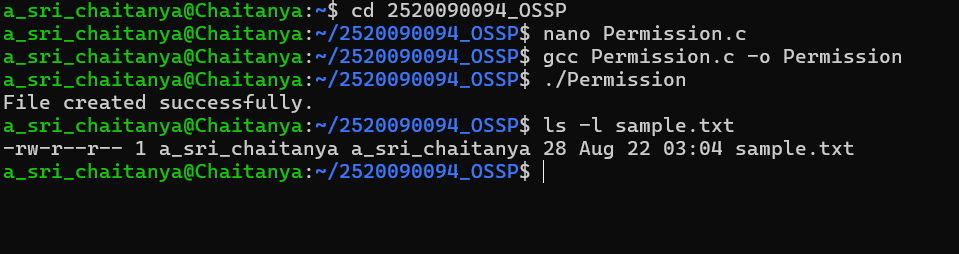 a_sri_chaitanya@Chaitanya:~$ cd 2520090094_OSSP
a_sri_chaitanya@Chaitanya:~/2520090094_OSSP$ nano Permission.c
a_sri_chaitanya@Chaitanya:~/2520090094_OSSP$ gcc Permission.c -o Permission
a_sri_chaitanya@Chaitanya:~/2520090094_OSSP$ ./Permission
File created successfully.
a_sri_chaitanya@Chaitanya:~/2520090094_OSSP$ ls -l sample.txt
-rw-r--r-- 1 a_sri_chaitanya a_sri_chaitanya 28 Aug 22 03:04 sample.txt
a_sri_chaitanya@Chaitanya:~/2520090094_OSSP$